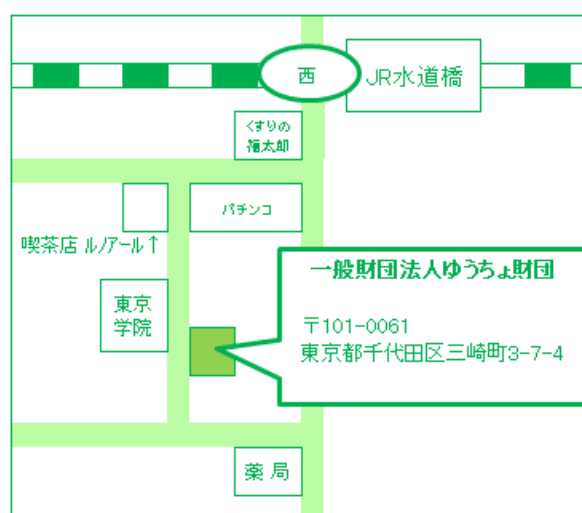 西
JR水道橋
くすりの
福太郎
パチンコ
喫茶店 ルノアール↑
一般財団法人ゆうちょ財団
東京
学院
〒101-0061
東京都千代田区三崎町3-7-4
薬局